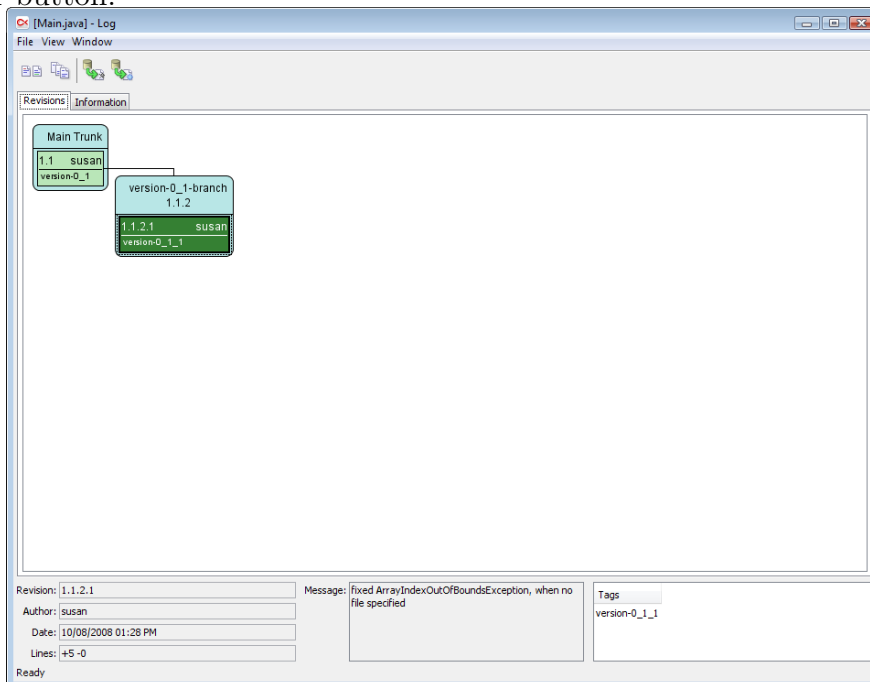 button.
[Main.java] - Log
File View Window
Revisions Information
Main Trunk
1.1 susan
version-0_1
version-0_1-branch
1.1.2
1.1.2.1 susan
version-0_1_1
Revision: 1.1.2.1
Author: susan
Date: 10/08/2008 01:28 PM
Lines: +5 -0
Message: fixed ArrayIndexOutOfBoundsException, when no
file specified
Tags
version-0_1_1
Ready